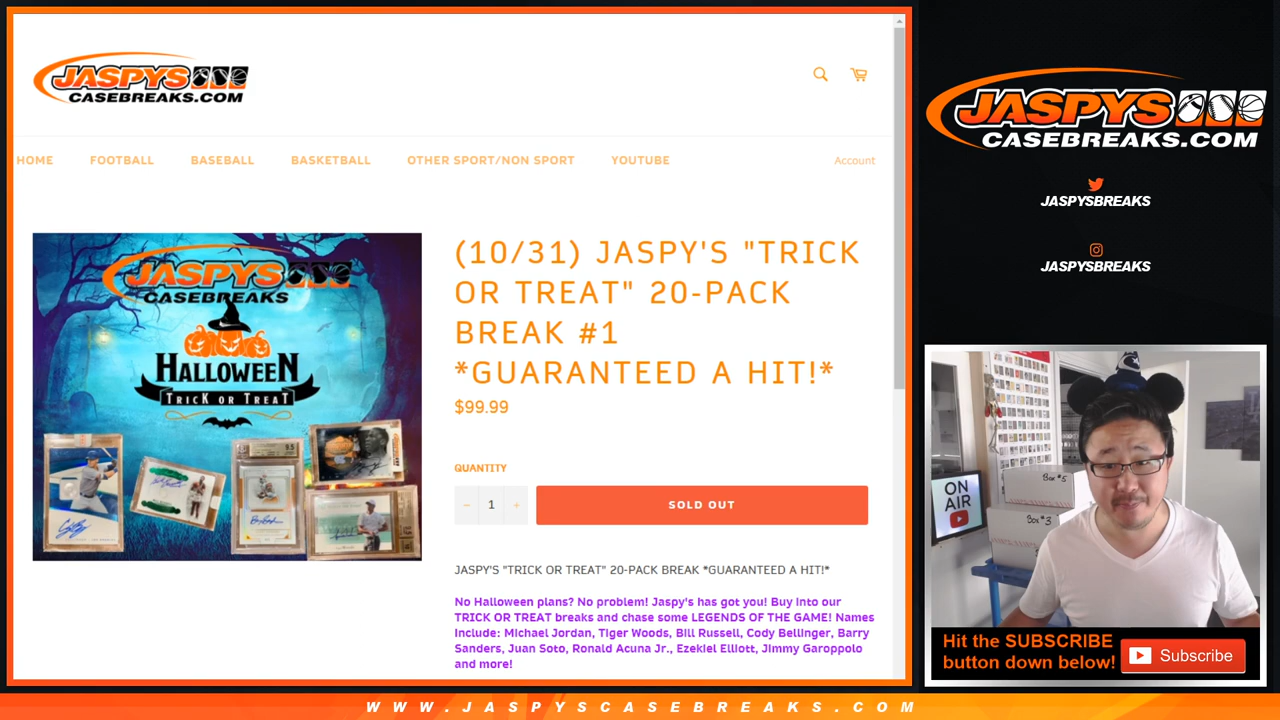 JASPYS
CASEBREAKS.COM
HOME FOOTBALL BASEBALL BASKETBALL OTHER SPORT/NON SPORT YOUTUBE Account
JASPYS
CASEBREAKS
HALLOWEEN
TRICK OR TREAT
(10/31) JASPY'S "TRICK
OR TREAT" 20-PACK
BREAK #1
*GUARANTEED A HIT!*
$99.99
QUANTITY
− 1 +
SOLD OUT
JASPY'S "TRICK OR TREAT" 20-PACK BREAK *GUARANTEED A HIT!*
No Halloween plans? No problem! Jaspy's has got you! Buy into our
TRICK OR TREAT breaks and chase some LEGENDS OF THE GAME! Names
Include: Michael Jordan, Tiger Woods, Bill Russell, Cody Bellinger, Barry
Sanders, Juan Soto, Ronald Acuna Jr., Ezekiel Elliott, Jimmy Garoppolo
and more!
JASPYS
CASEBREAKS.COM
JASPYSBREAKS
JASPYSBREAKS
ON
AIR
Box #5
Box #3
Hit the SUBSCRIBE
button down below!
Subscribe
WWW.JASPYSCASEBREAKS.COM